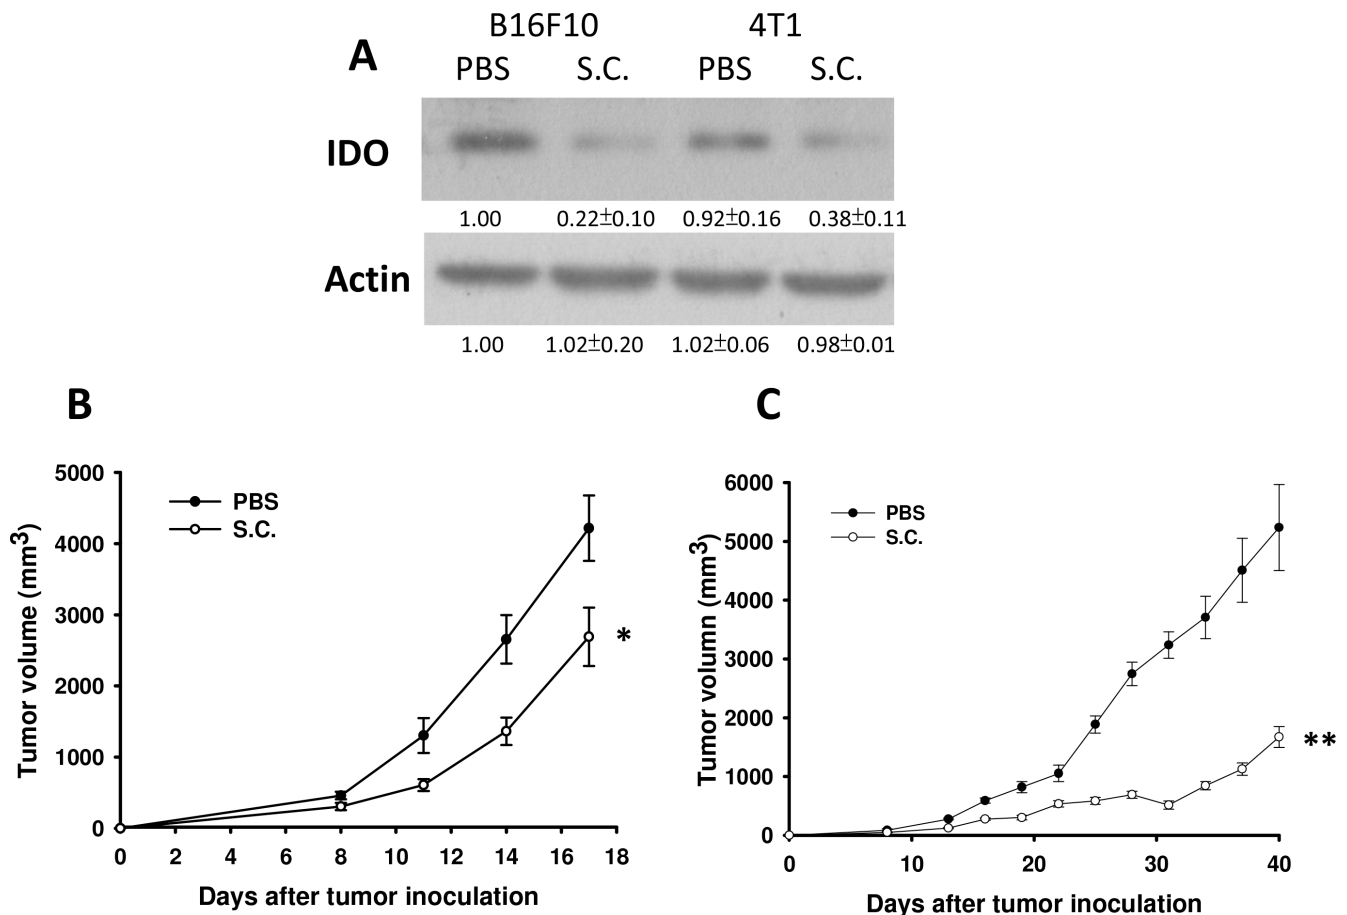 A
B16F10 4T1
PBS S.C. PBS S.C.
IDO
1.00 0.22±0.10 0.92±0.16 0.38±0.11
Actin
1.00 1.02±0.20 1.02±0.06 0.98±0.01
B
5000
4000
3000
2000
1000
0
PBS
S.C.
*
Tumor volume (mm3)
0 2 4 6 8 10 12 14 16 18
Days after tumor inoculation
C
6000
5000
4000
3000
2000
1000
0
PBS
S.C.
**
Tumor volumn (mm3)
0 10 20 30 40
Days after tumor inoculation